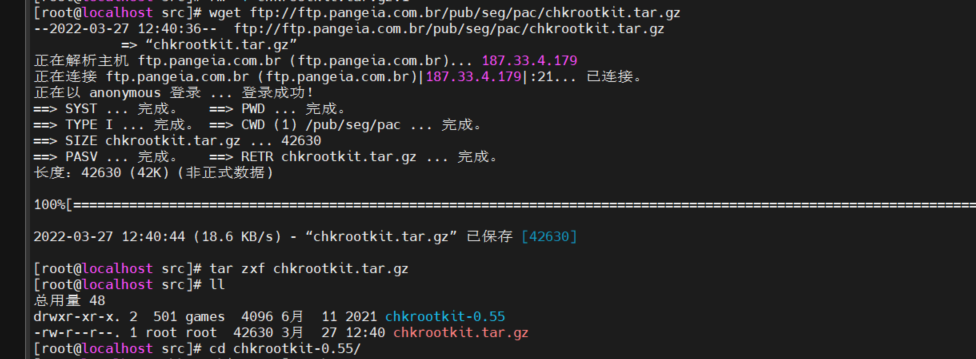 [root@localhost src]# wget ftp://ftp.pangeia.com.br/pub/seg/pac/chkrootkit.tar.gz
--2022-03-27 12:40:36--  ftp://ftp.pangeia.com.br/pub/seg/pac/chkrootkit.tar.gz
           => “chkrootkit.tar.gz”
正在解析主机 ftp.pangeia.com.br (ftp.pangeia.com.br)... 187.33.4.179
正在连接 ftp.pangeia.com.br (ftp.pangeia.com.br)|187.33.4.179|:21... 已连接。
正在以 anonymous 登录 ... 登录成功！
==> SYST ... 完成。   ==> PWD ... 完成。
==> TYPE I ... 完成。 ==> CWD (1) /pub/seg/pac ... 完成。
==> SIZE chkrootkit.tar.gz ... 42630
==> PASV ... 完成。   ==> RETR chkrootkit.tar.gz ... 完成。
长度：42630 (42K) (非正式数据)
100%[==================================================================================================================
2022-03-27 12:40:44 (18.6 KB/s) - “chkrootkit.tar.gz” 已保存 [42630]
[root@localhost src]# tar zxf chkrootkit.tar.gz
[root@localhost src]# ll
总用量 48
drwxr-xr-x. 2  501 games  4096 6月  11 2021 chkrootkit-0.55
-rw-r--r--. 1 root root  42630 3月  27 12:40 chkrootkit.tar.gz
[root@localhost src]# cd chkrootkit-0.55/